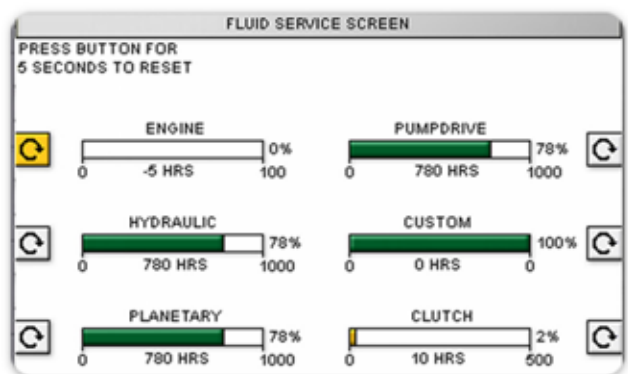 FLUID SERVICE SCREEN
PRESS BUTTON FOR
5 SECONDS TO RESET
ENGINE
0%
0 -5 HRS 100
PUMPDRIVE
78%
0 780 HRS 1000
HYDRAULIC
78%
0 780 HRS 1000
CUSTOM
100%
0 0 HRS 0
PLANETARY
78%
0 780 HRS 1000
CLUTCH
2%
0 10 HRS 500